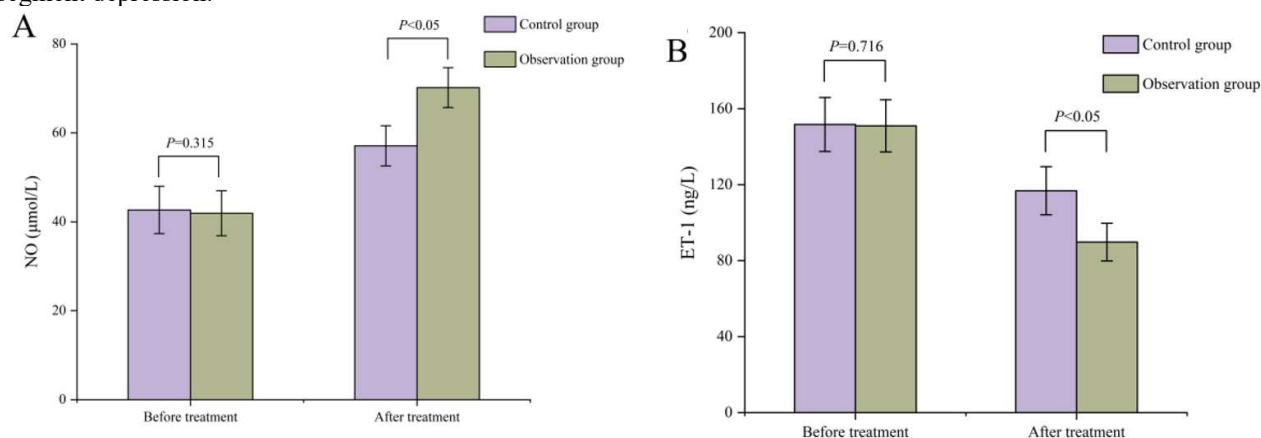 segment depression.
A
Control group
Observation group
NO (μmol/L)
80
60
40
20
0
P=0.315
P<0.05
Before treatment
After treatment
B
Control group
Observation group
ET-1 (ng/L)
200
160
120
80
40
0
P=0.716
P<0.05
Before treatment
After treatment